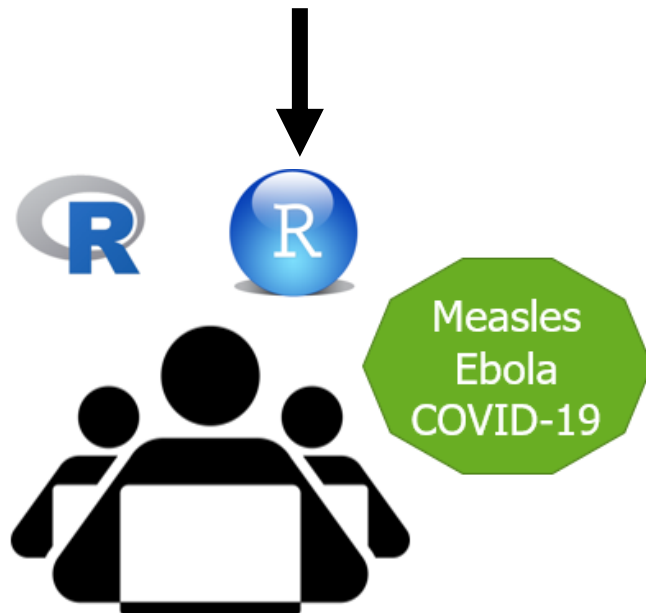 R
R
Measles
Ebola
COVID-19